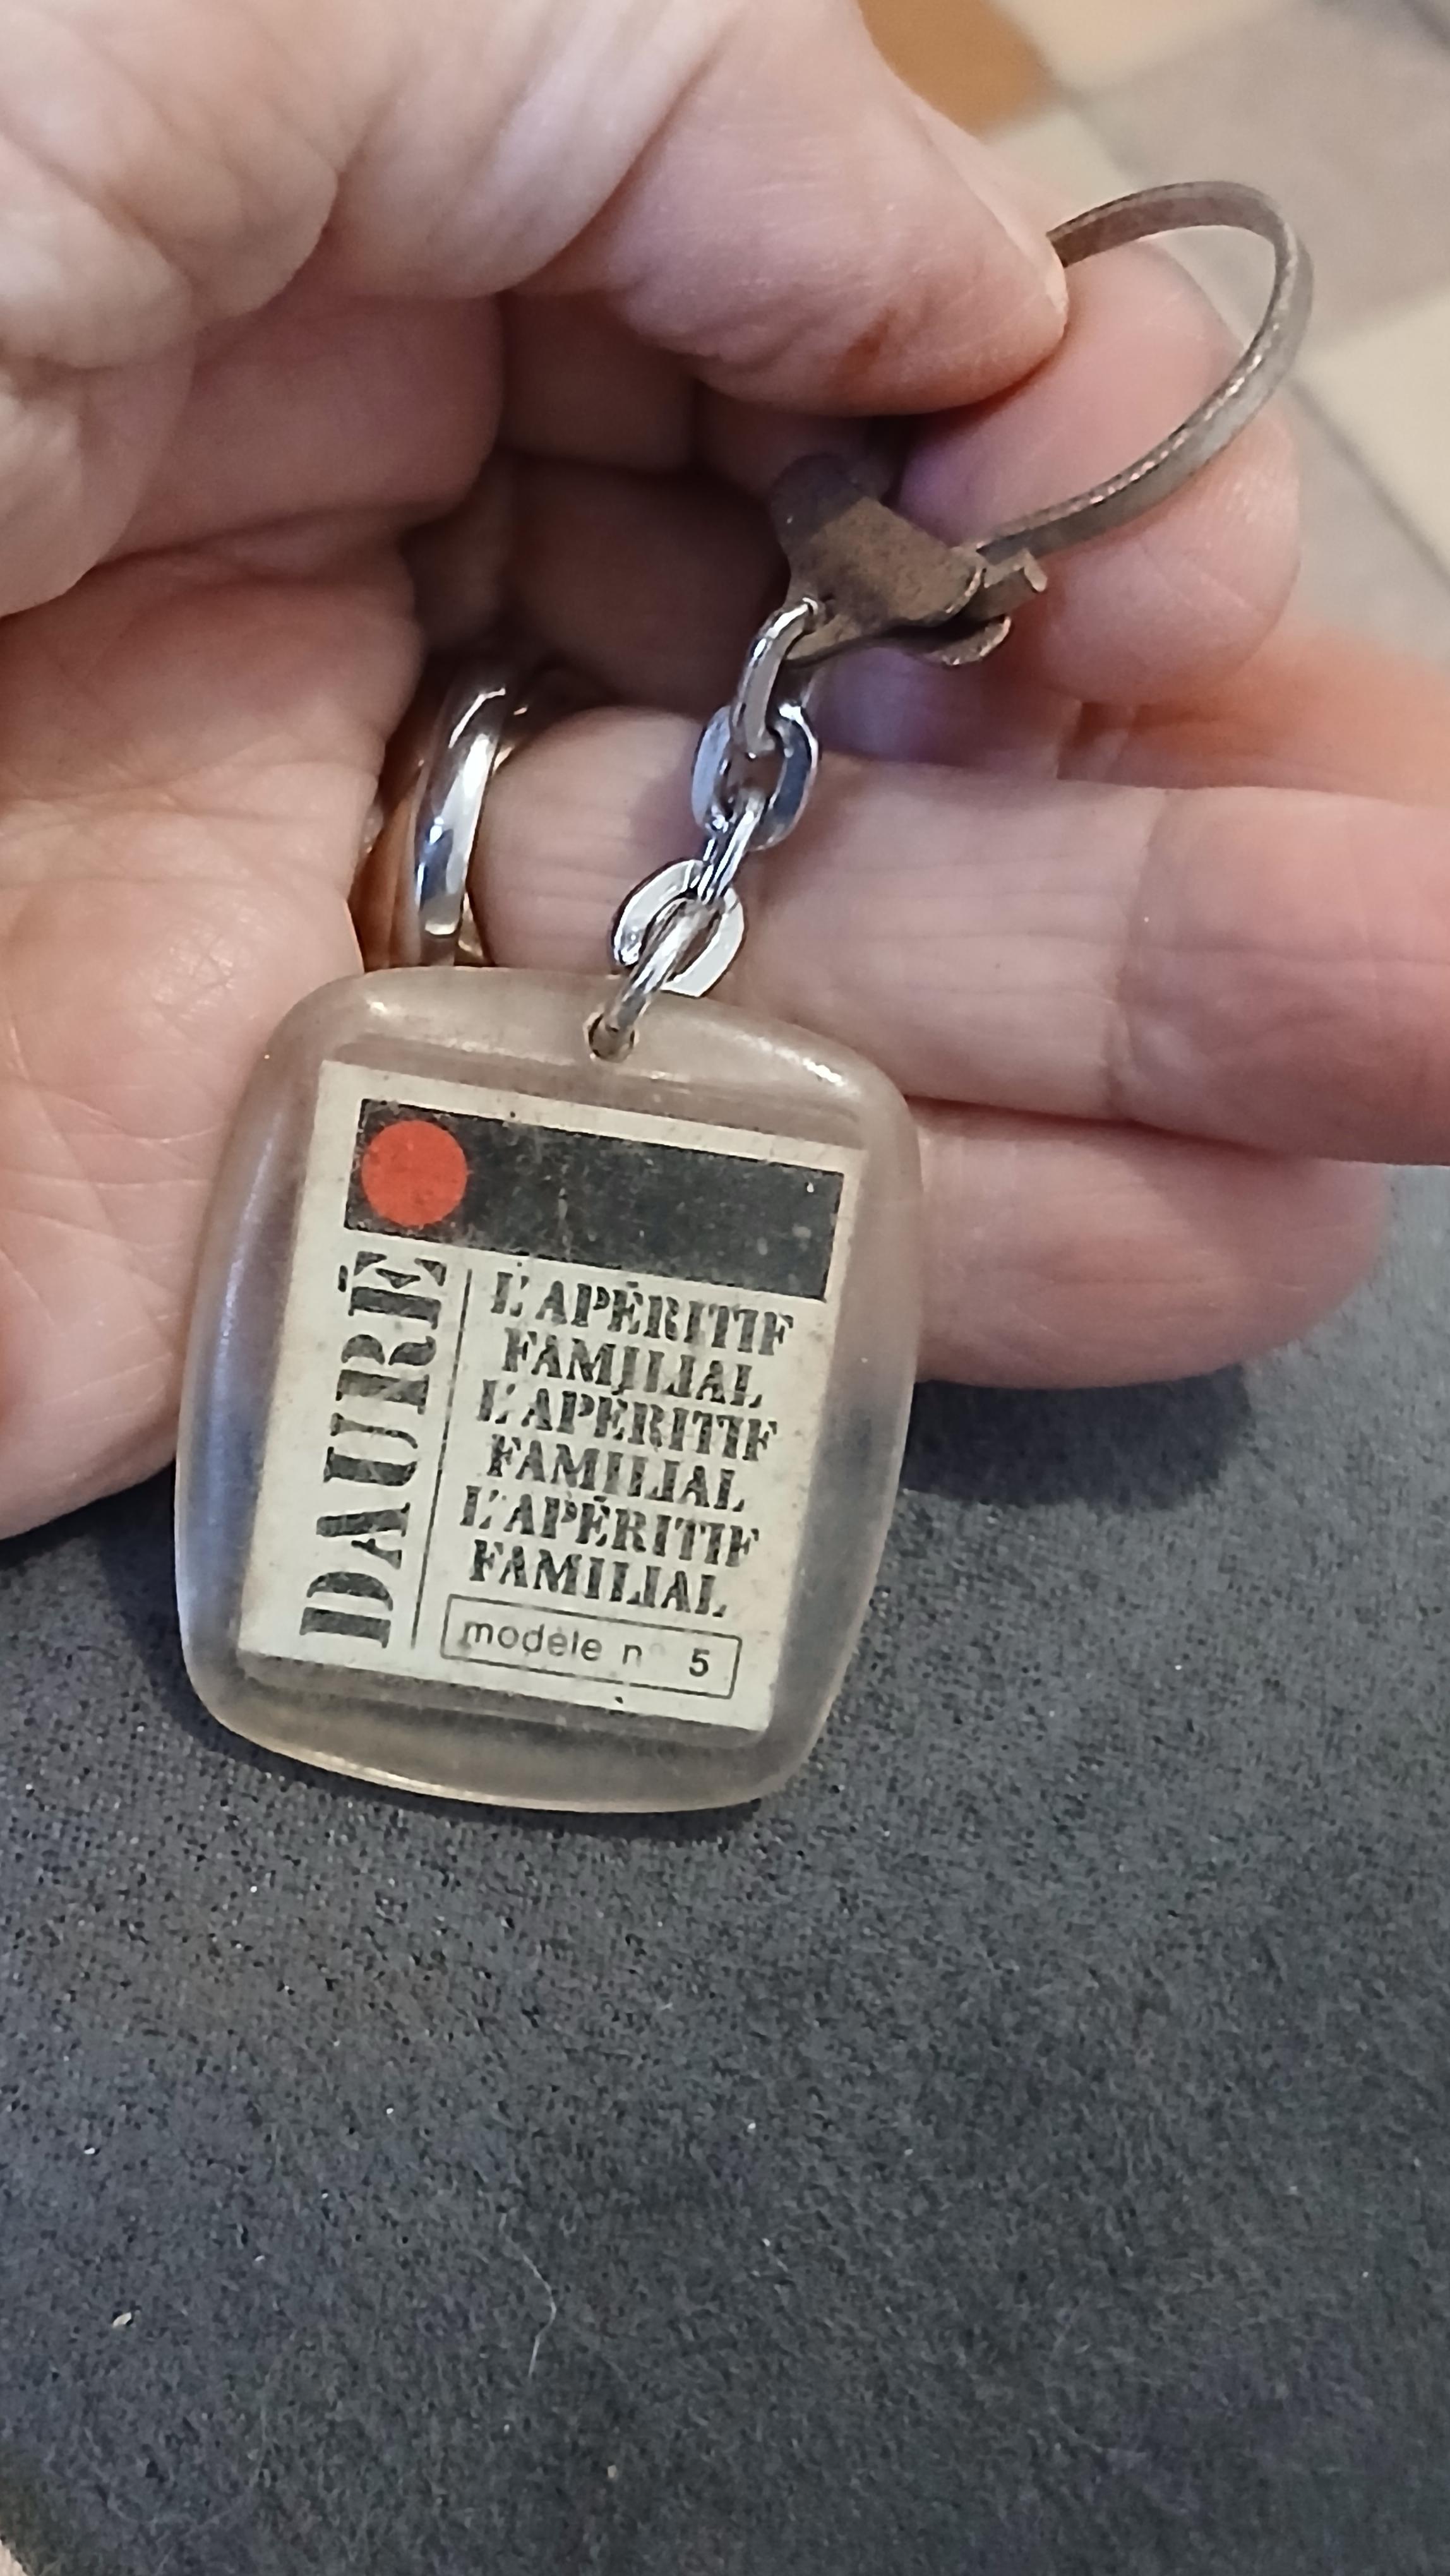 DAURÉ
L'APÉRITIF
FAMILIAL
L'APÉRITIF
FAMILIAL
L'APÉRITIF
FAMILIAL
modèle n° 5